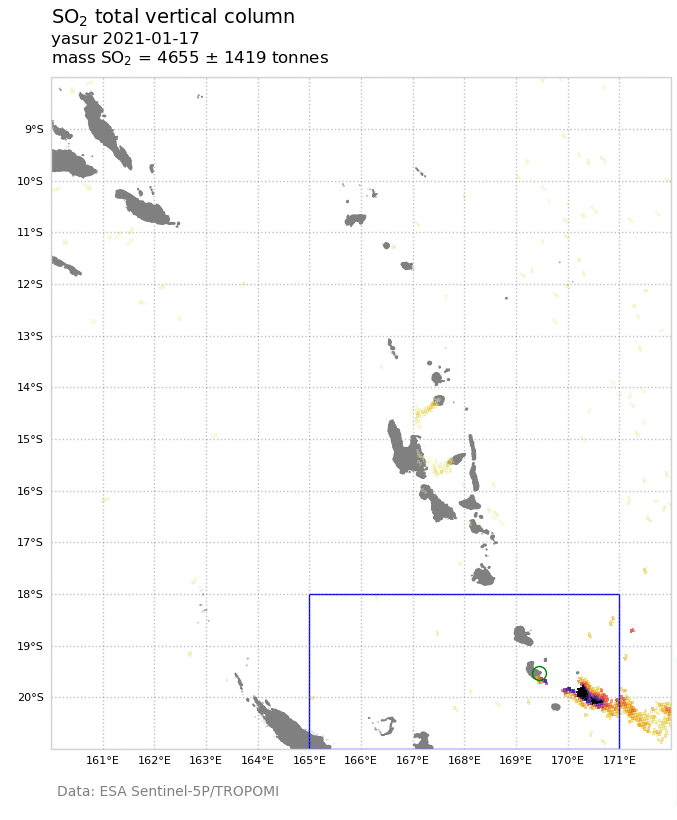 SO₂ total vertical column
yasur 2021-01-17
mass SO₂ = 4655 ± 1419 tonnes
9°S
10°S
11°S
12°S
13°S
14°S
15°S
16°S
17°S
18°S
19°S
20°S
161°E 162°E 163°E 164°E 165°E 166°E 167°E 168°E 169°E 170°E 171°E
Data: ESA Sentinel-5P/TROPOMI